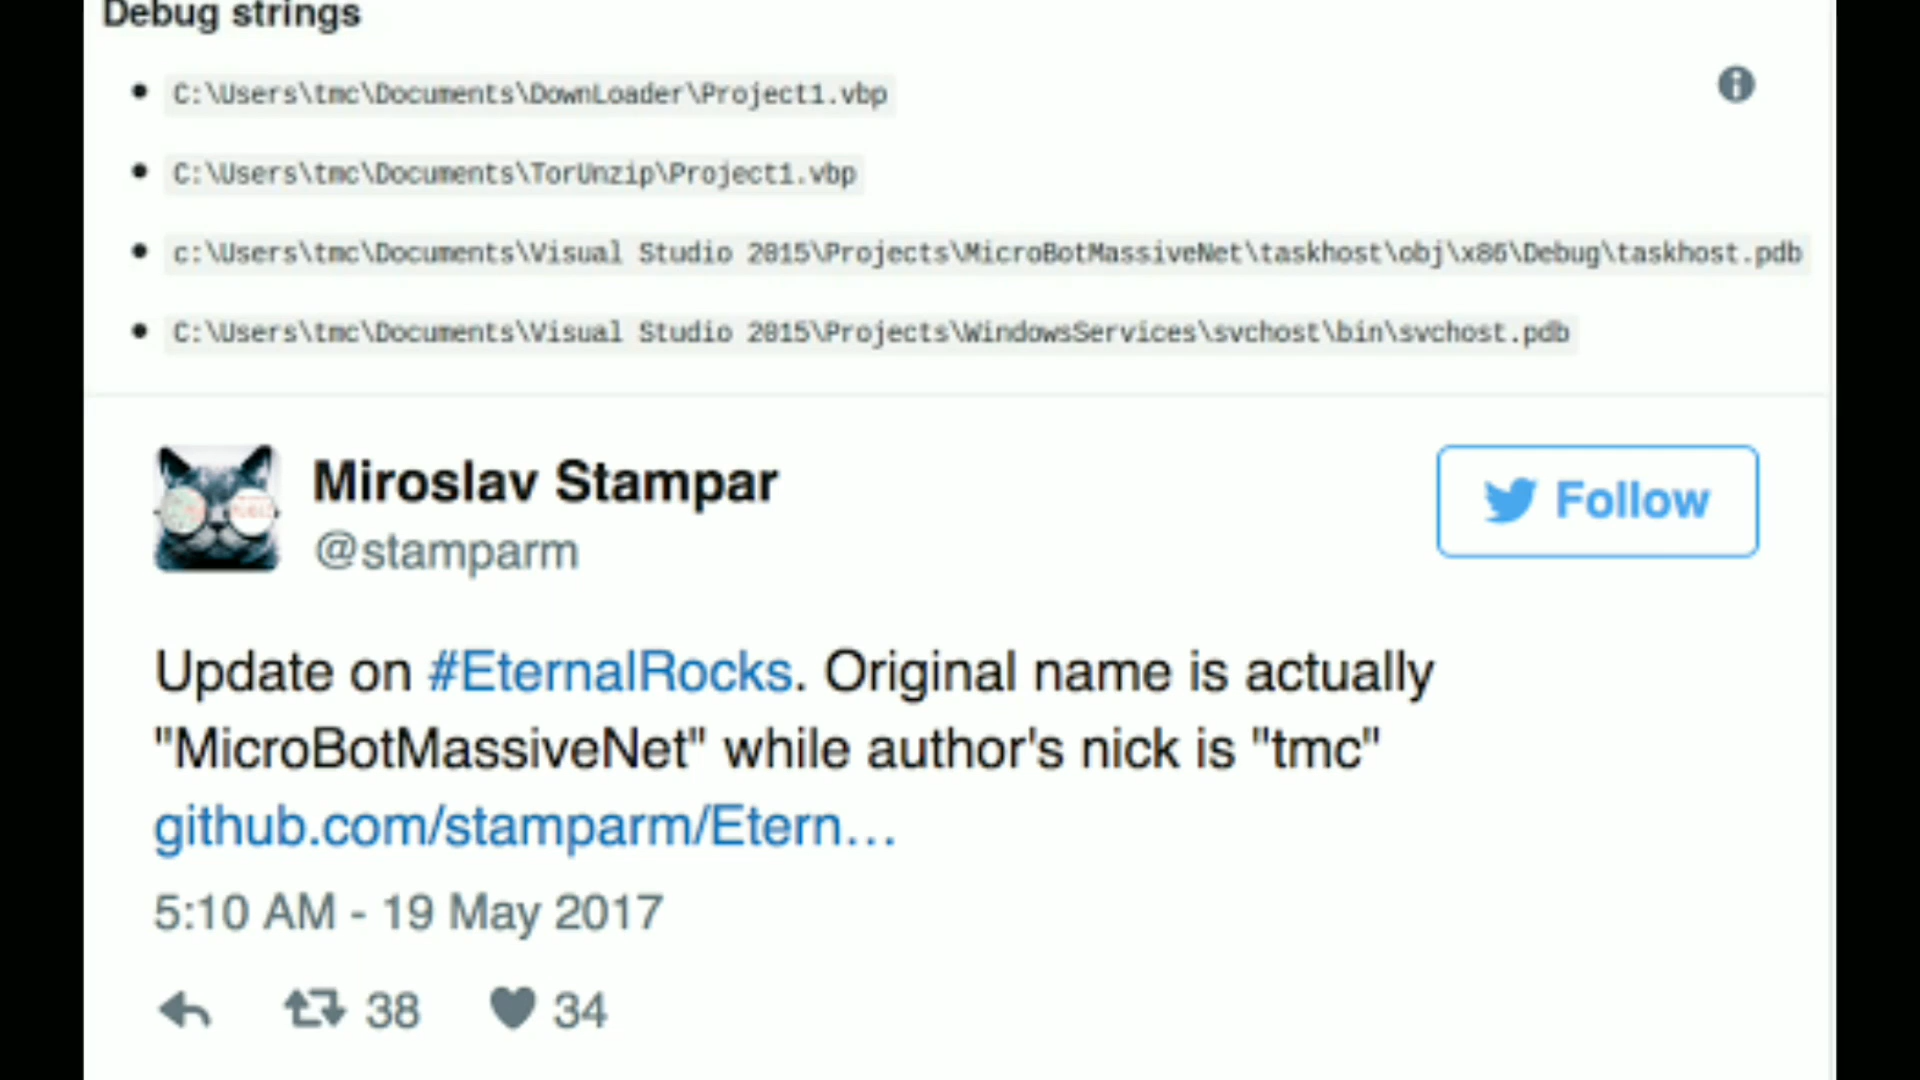 Debug strings
C:\Users\tmc\Documents\DownLoader\Project1.vbp
C:\Users\tmc\Documents\TorUnzip\Project1.vbp
c:\Users\tmc\Documents\Visual Studio 2015\Projects\MicroBotMassiveNet\taskhost\obj\x86\Debug\taskhost.pdb
C:\Users\tmc\Documents\Visual Studio 2015\Projects\WindowsServices\svchost\bin\svchost.pdb
Miroslav Stampar
@stamparm
Follow
Update on #EternalRocks. Original name is actually
"MicroBotMassiveNet" while author's nick is "tmc"
github.com/stamparm/Etern…
5:10 AM - 19 May 2017
38 34